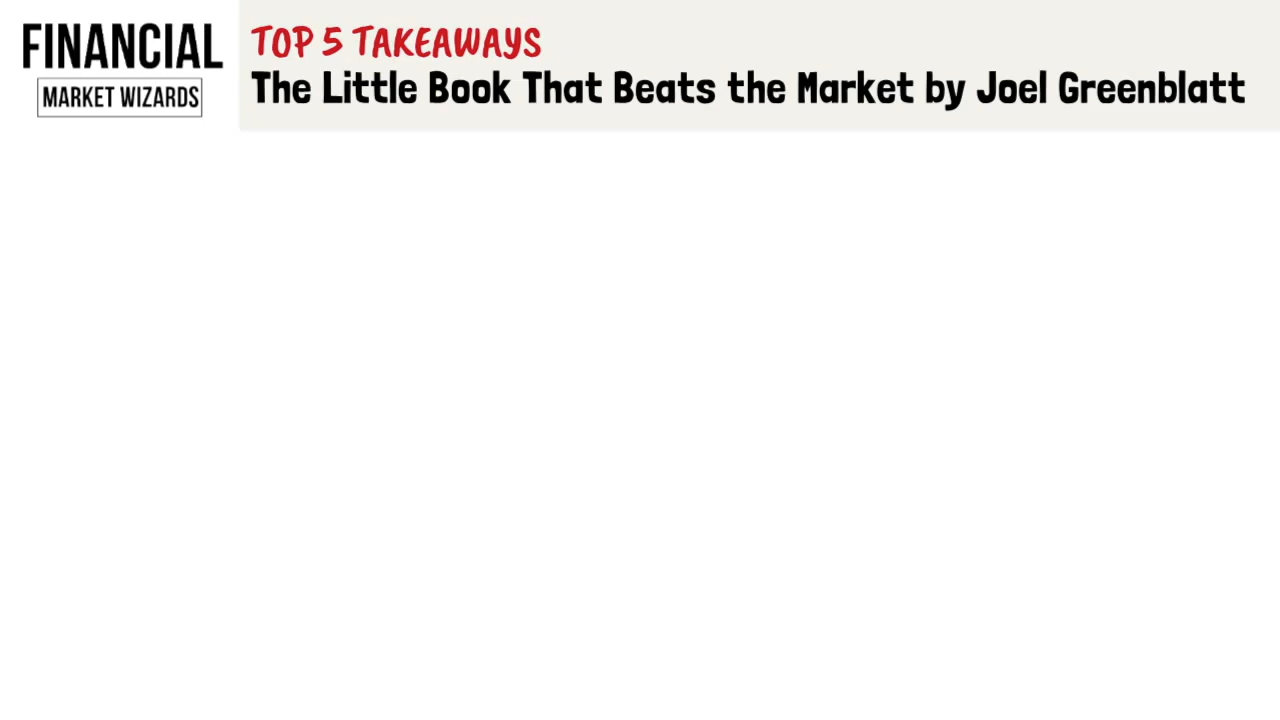 FINANCIAL
MARKET WIZARDS
TOP 5 TAKEAWAYS
The Little Book That Beats the Market by Joel Greenblatt